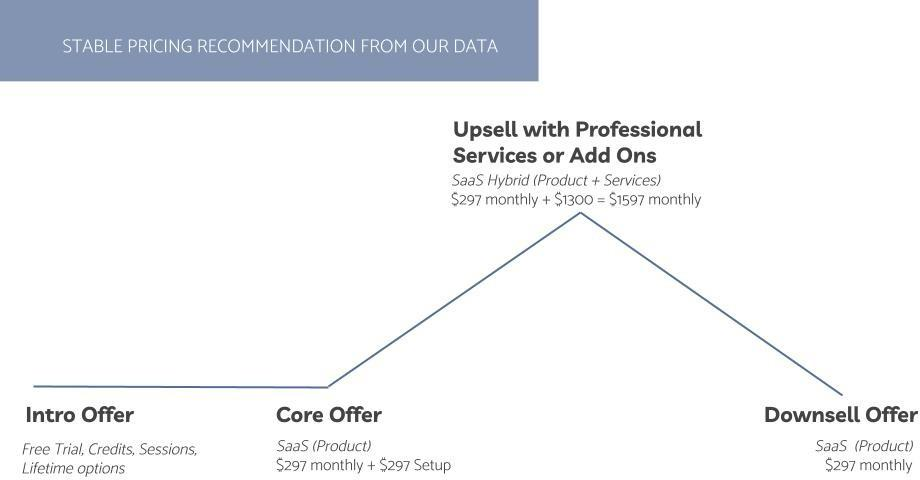 STABLE PRICING RECOMMENDATION FROM OUR DATA
Upsell with Professional
Services or Add Ons
SaaS Hybrid (Product + Services)
$297 monthly + $1300 = $1597 monthly
Intro Offer
Free Trial, Credits, Sessions,
Lifetime options
Core Offer
SaaS (Product)
$297 monthly + $297 Setup
Downsell Offer
SaaS (Product)
$297 monthly